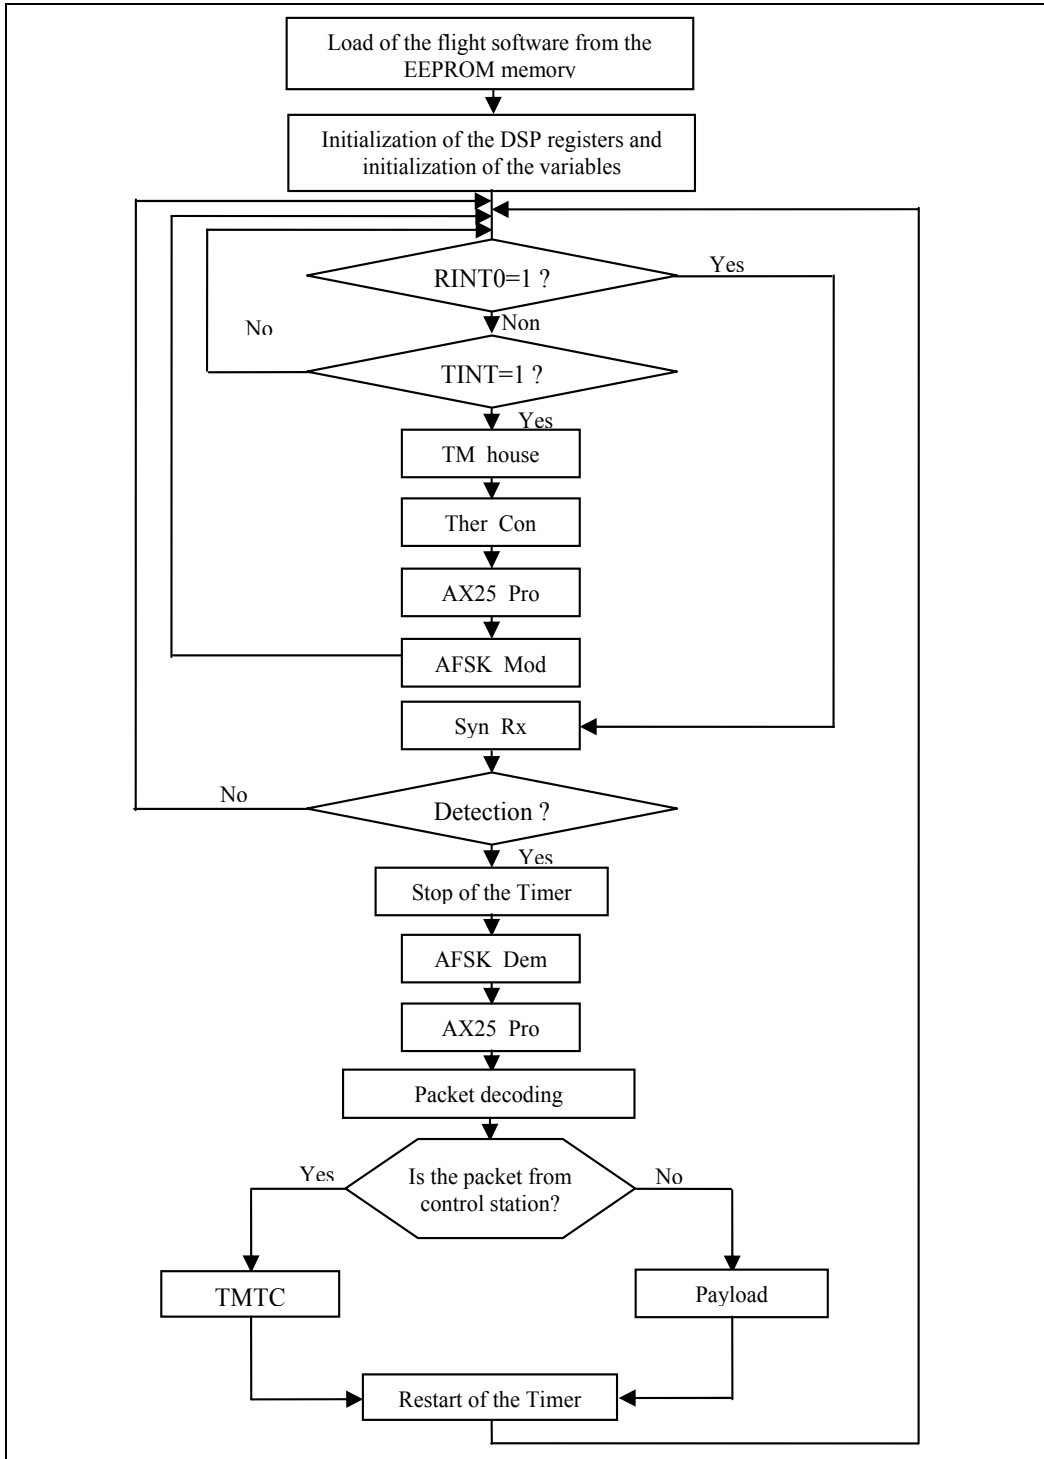 Load of the flight software from the
EEPROM memory
Initialization of the DSP registers and
initialization of the variables
RINT0=1 ?
Yes
Non
No
TINT=1 ?
Yes
TM house
Ther Con
AX25 Pro
AFSK Mod
Syn Rx
No
Detection ?
Yes
Stop of the Timer
AFSK Dem
AX25 Pro
Packet decoding
Yes
Is the packet from
control station?
No
TMTC
Payload
Restart of the Timer